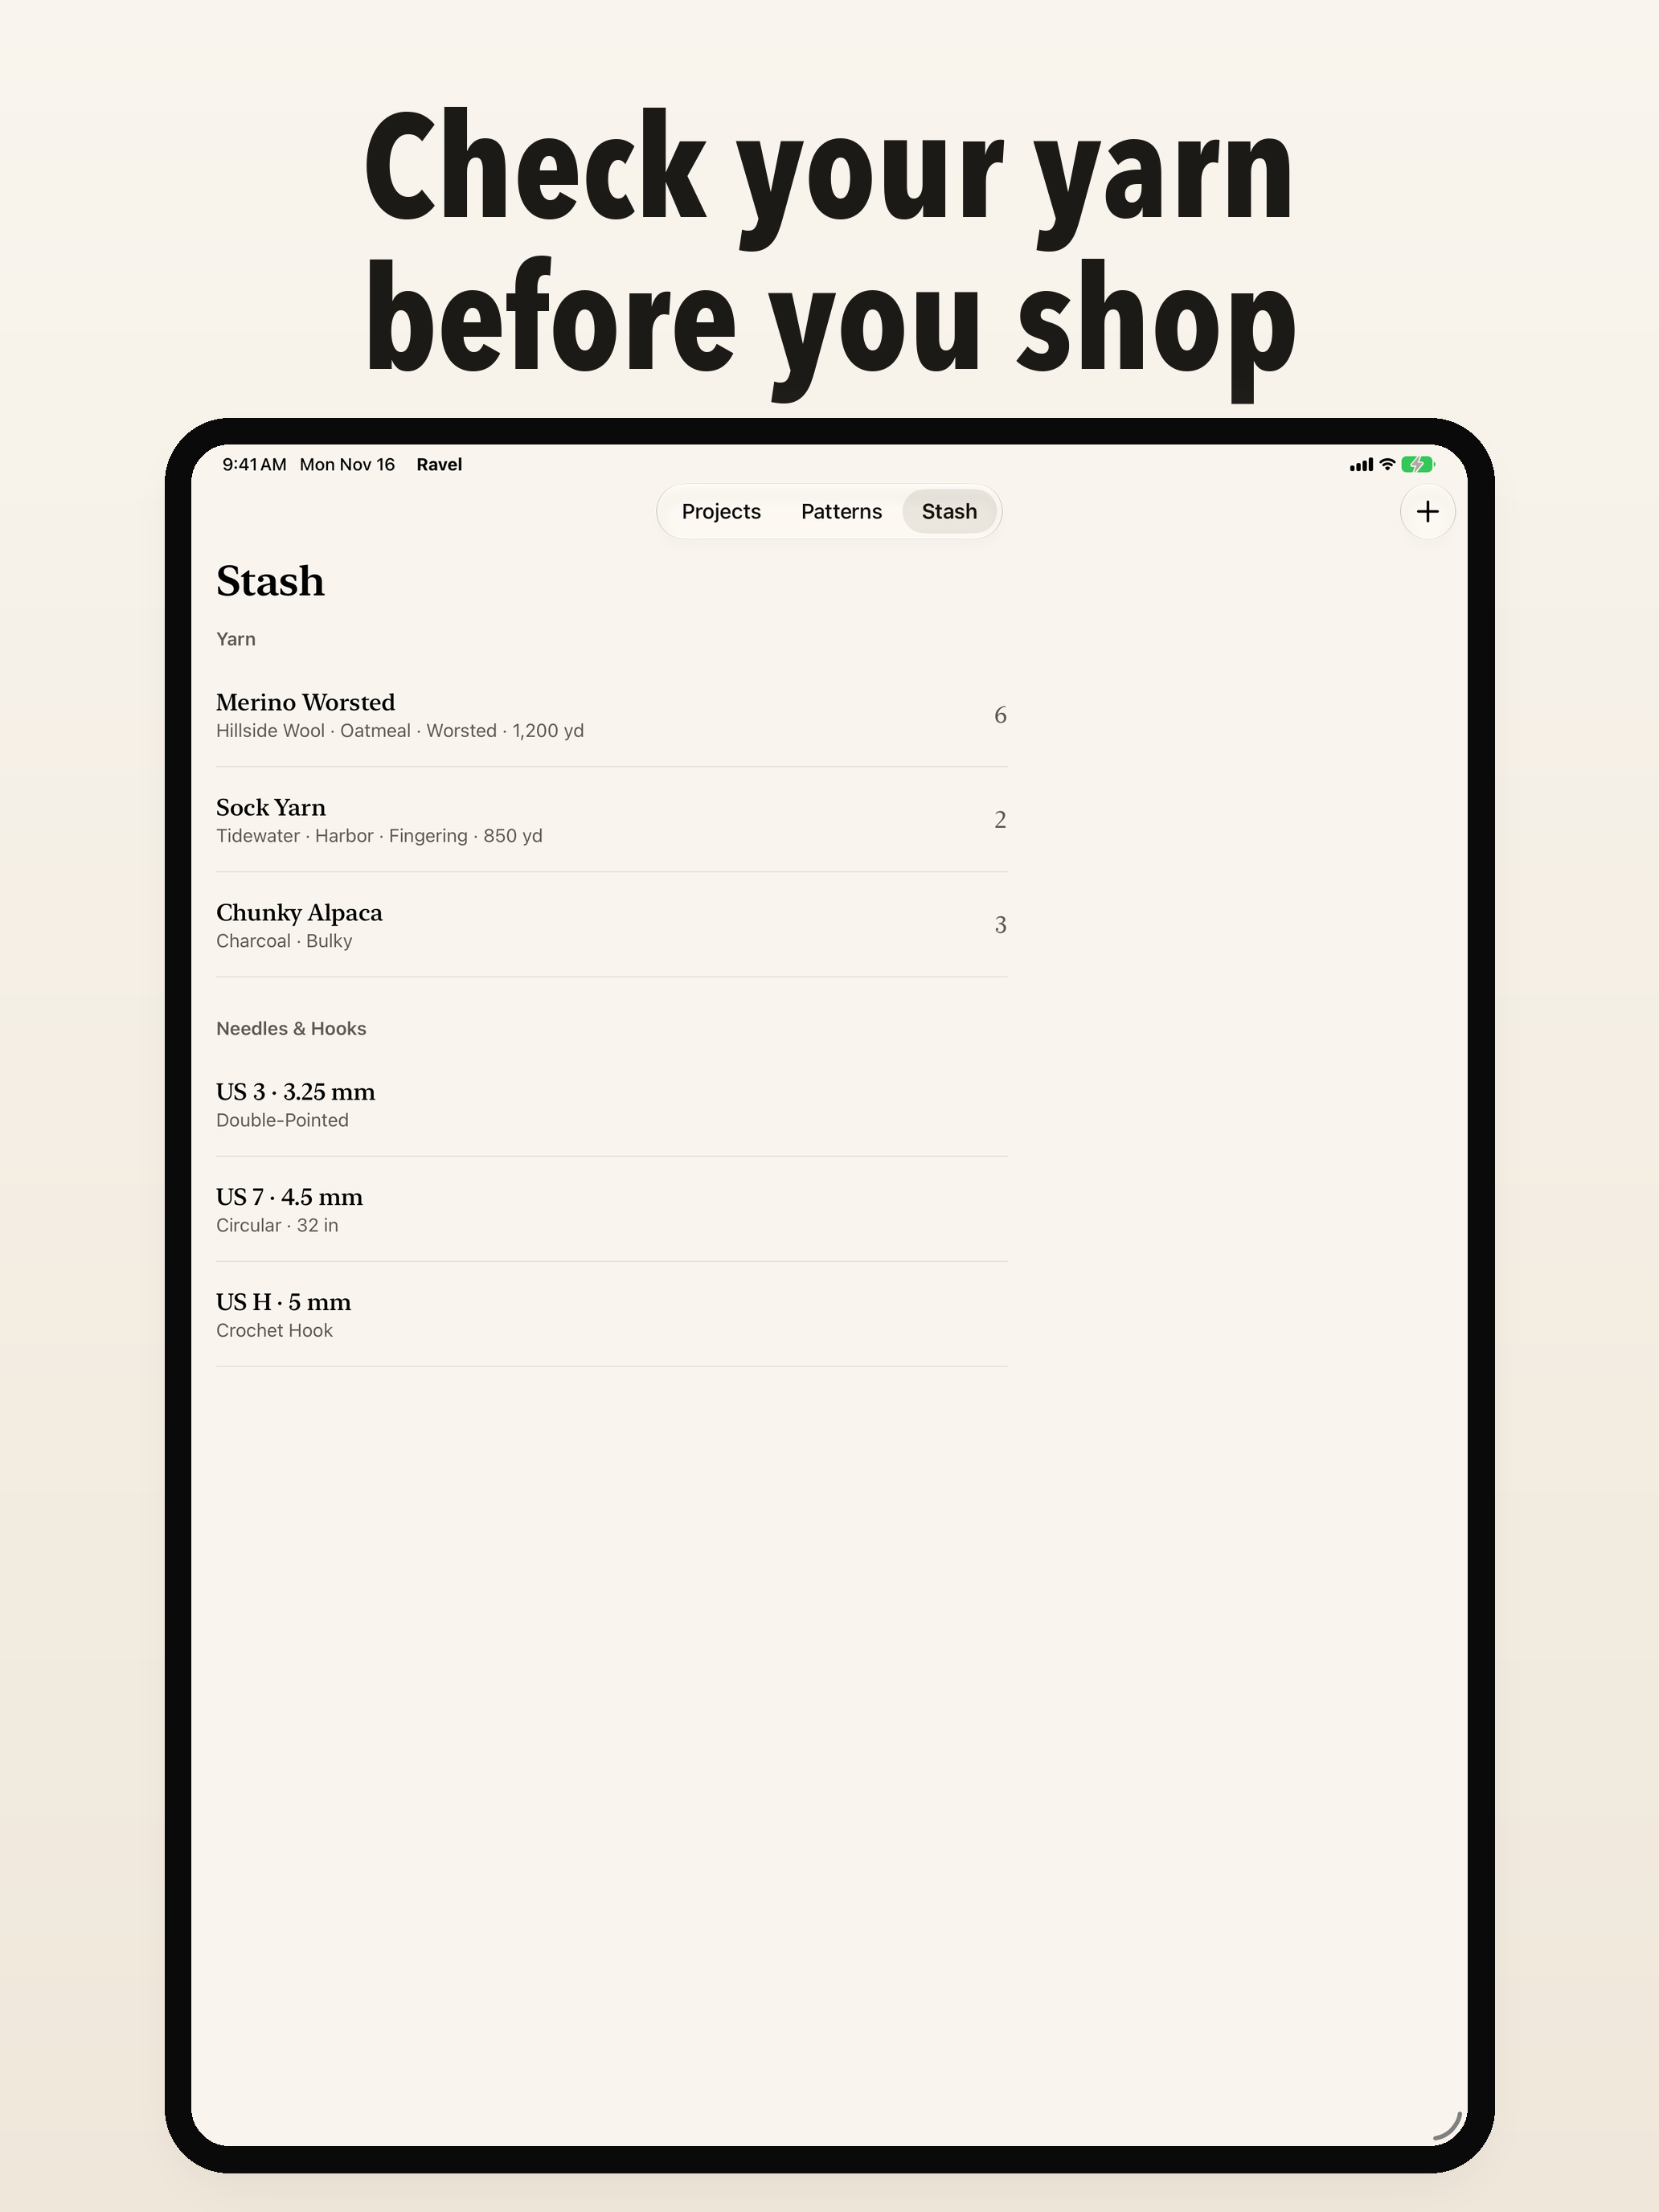 Check your yarn
before you shop
9:41 AM Mon Nov 16 Ravel
Projects Patterns Stash
Stash
Yarn
Merino Worsted
Hillside Wool · Oatmeal · Worsted · 1,200 yd
6
Sock Yarn
Tidewater · Harbor · Fingering · 850 yd
2
Chunky Alpaca
Charcoal · Bulky
3
Needles & Hooks
US 3 · 3.25 mm
Double-Pointed
US 7 · 4.5 mm
Circular · 32 in
US H · 5 mm
Crochet Hook